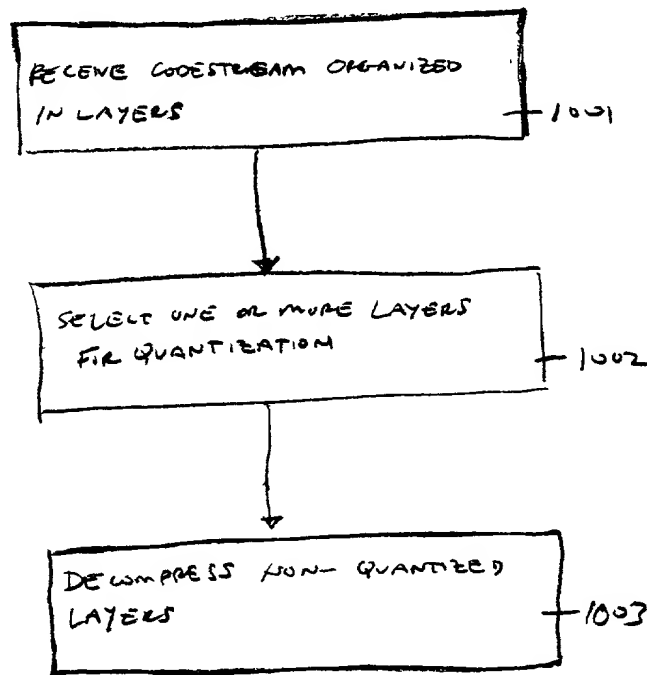 RECEIVE CODESTREAM ORGANIZED
IN LAYERS
1001
SELECT ONE OR MORE LAYERS
FOR QUANTIZATION
1002
DECOMPRESS NON- QUANTIZED
LAYERS
1003